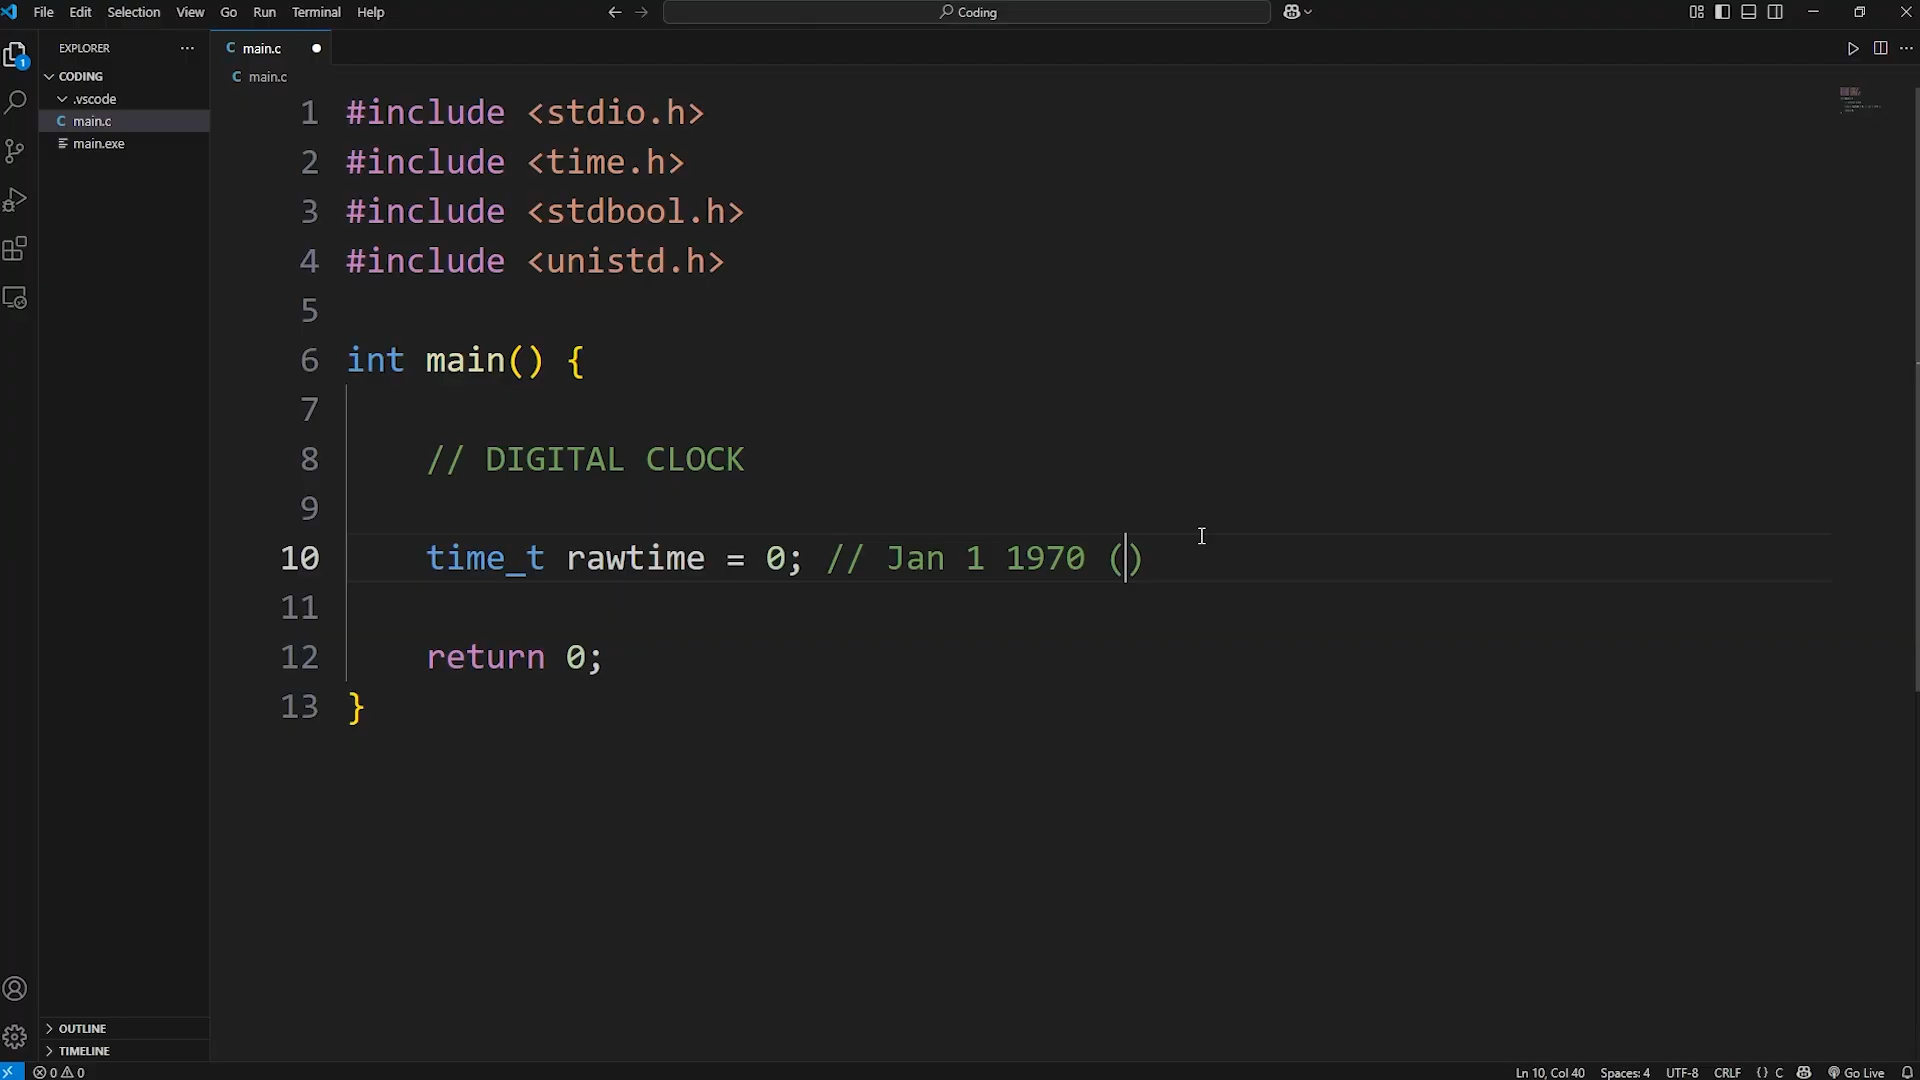 File Edit Selection View Go Run Terminal Help
Coding
EXPLORER
CODING
.vscode
C main.c
main.exe
1
C main.c
C main.c
1 #include <stdio.h>
2 #include <time.h>
3 #include <stdbool.h>
4 #include <unistd.h>
5
6 int main() {
7
8 // DIGITAL CLOCK
9
10 time_t rawtime = 0; // Jan 1 1970 ()
11
12 return 0;
13 }
OUTLINE
TIMELINE
0 0
Ln 10, Col 40 Spaces: 4 UTF-8 CRLF {} C Go Live